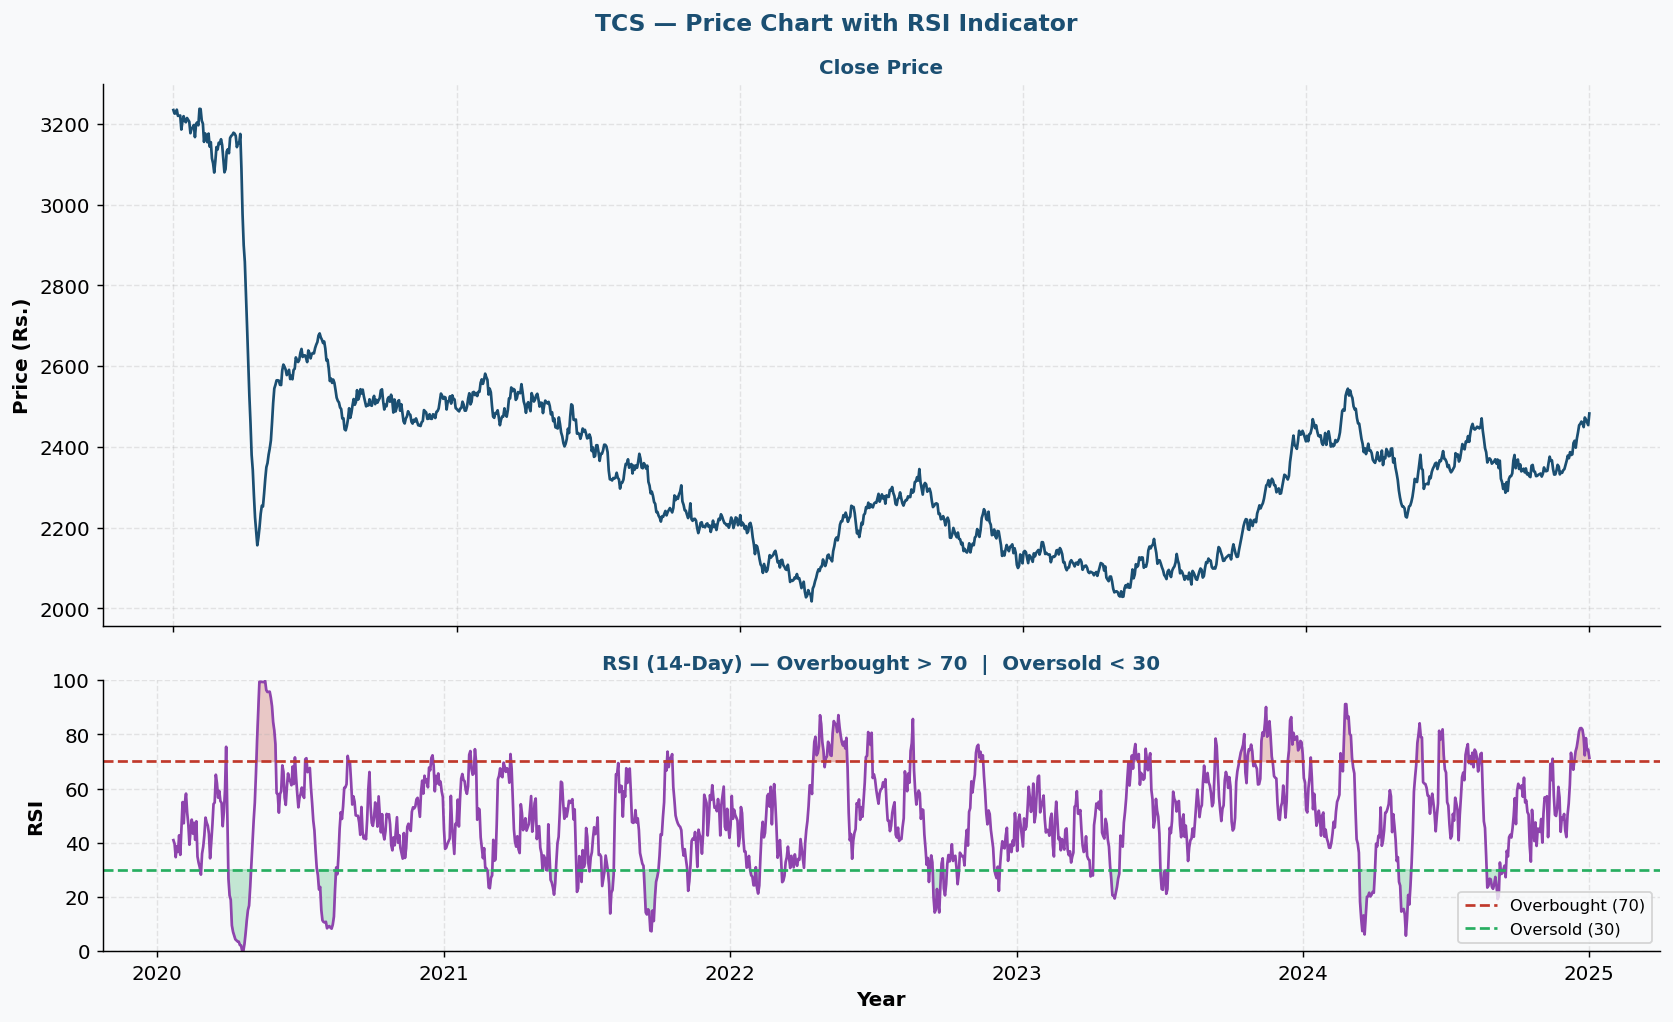 TCS — Price Chart with RSI Indicator
Close Price
Price (Rs.)
3200
3000
2800
2600
2400
2200
2000
RSI (14-Day) — Overbought > 70 | Oversold < 30
RSI
100
80
60
40
20
0
Overbought (70)
Oversold (30)
2020 2021 2022 2023 2024 2025
Year